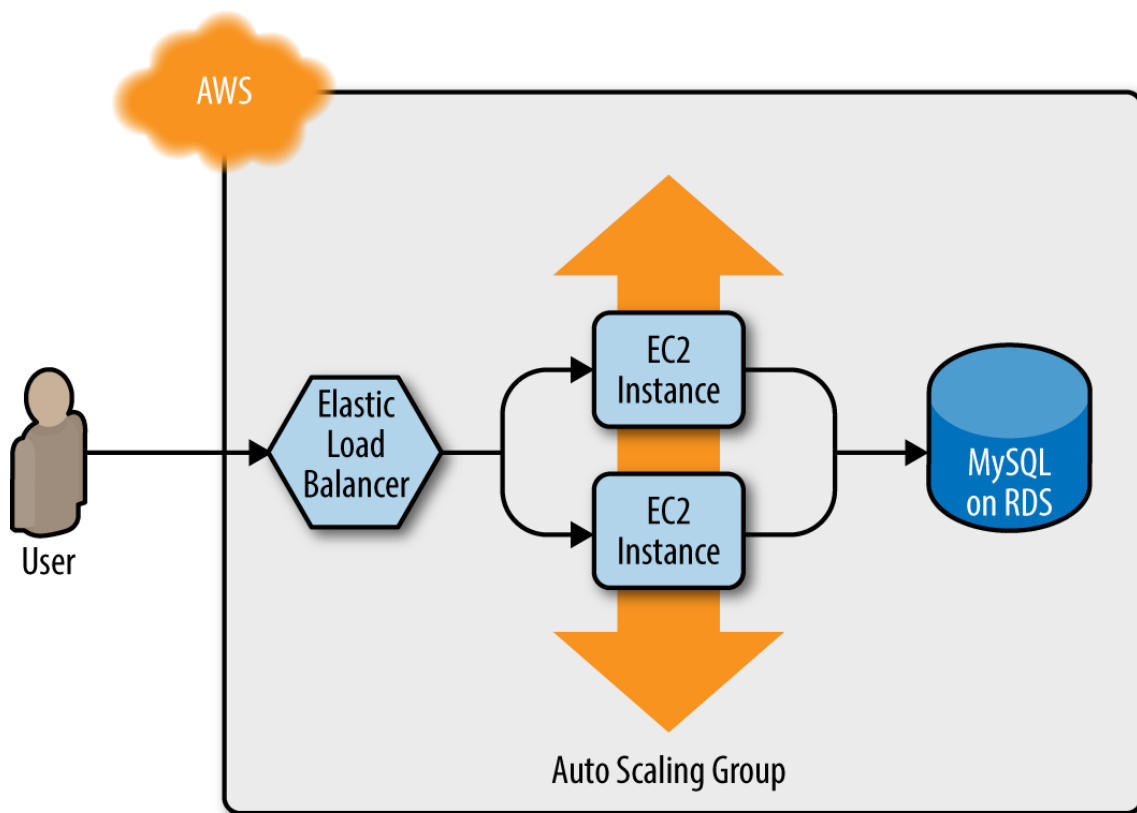 AWS
User
Elastic
Load
Balancer
EC2
Instance
EC2
Instance
MySQL
on RDS
Auto Scaling Group